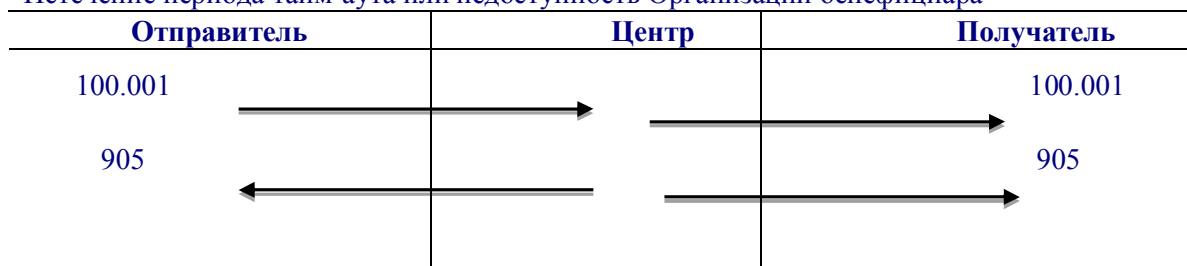 Истечение периода тайм-аута или недоступность Организации бенефициара
Отправитель Центр Получатель
100.001 100.001
905 905